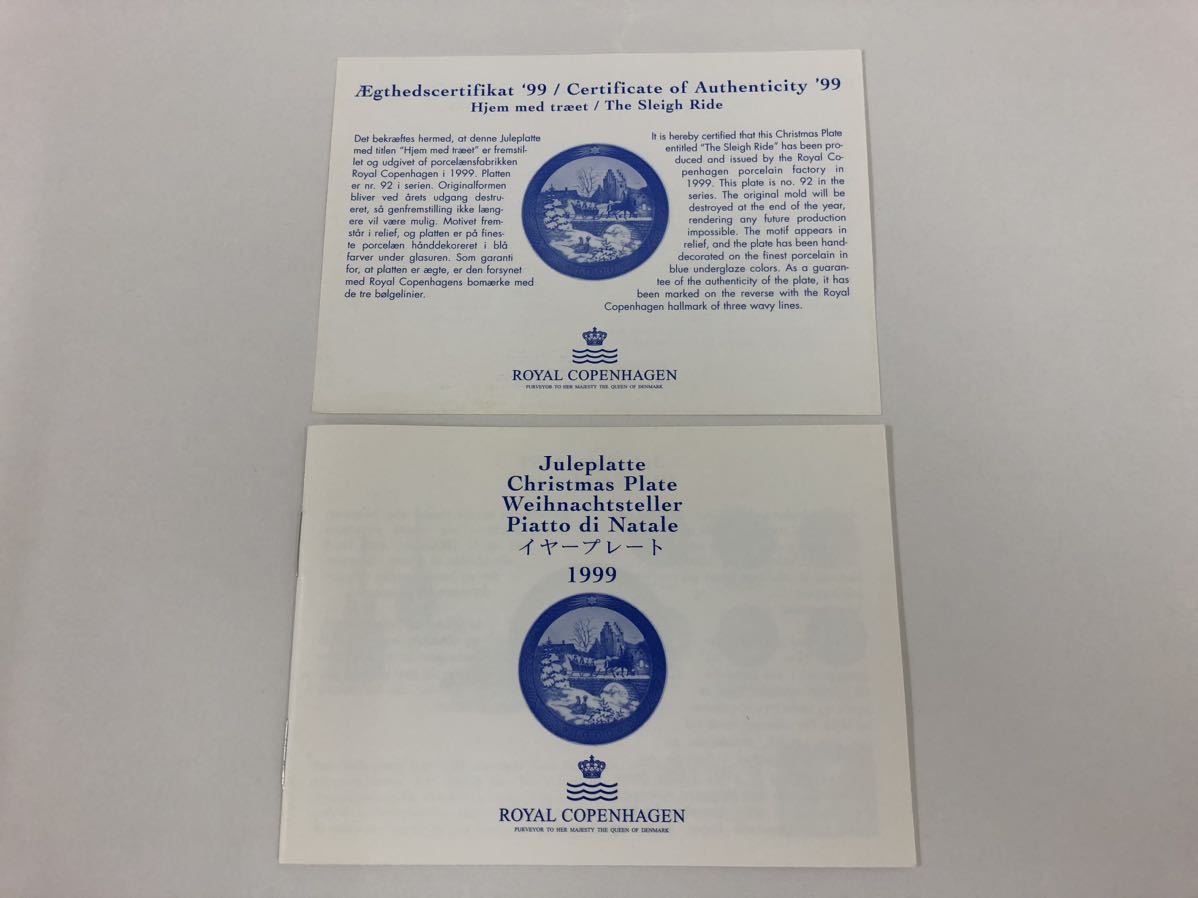 Ægthedscertifikat ‘99 / Certificate of Authenticity ’99
Hjem med træet / The Sleigh Ride
Det bekræftes hermed, at denne Juleplatte
med titlen “Hjem med træet” er fremstil-
let og udgivet af porcelænsfabrikken
Royal Copenhagen i 1999. Platten
er nr. 92 i serien. Originalformen
bliver ved årets udgang destru-
eret, så genfremstilling ikke læng-
ere vil være mulig. Motivet frem-
står i relief, og platten er på fines-
te porcelæn hånddekoreret i blå
farver under glasuren. Som garanti
for, at platten er ægte, er den forsynet
med Royal Copenhagens bomærke med
de tre bølgelinier.
It is hereby certified that this Christmas Plate
entitled “The Sleigh Ride” has been pro-
duced and issued by the Royal Co-
penhagen porcelain factory in
1999. This plate is no. 92 in the
series. The original mold will be
destroyed at the end of the year,
rendering any future production
impossible. The motif appears in
relief, and the plate has been hand-
decorated on the finest porcelain in
blue underglaze colors. As a guaran-
tee of the authenticity of the plate, it has
been marked on the reverse with the Royal
Copenhagen hallmark of three wavy lines.
ROYAL COPENHAGEN
PURVEYOR TO HER MAJESTY THE QUEEN OF DENMARK
Juleplatte
Christmas Plate
Weihnachtsteller
Piatto di Natale
イヤープレート
1999
ROYAL COPENHAGEN
PURVEYOR TO HER MAJESTY THE QUEEN OF DENMARK